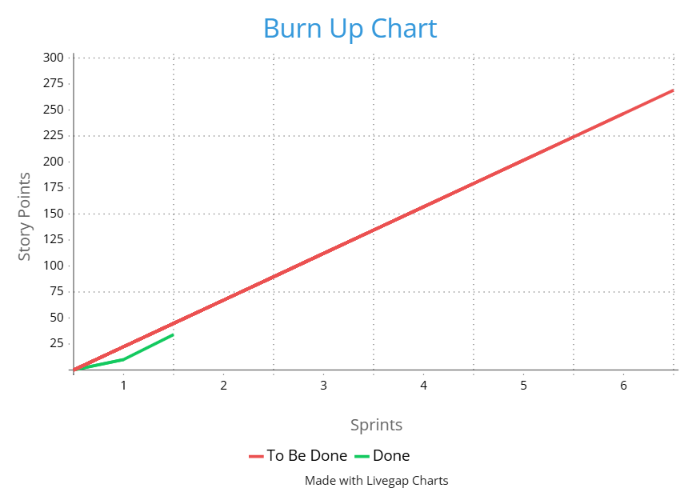 Burn Up Chart
300
275
250
225
200
175
150
125
100
75
50
25
Story Points
1 2 3 4 5 6
Sprints
To Be Done Done
Made with Livegap Charts